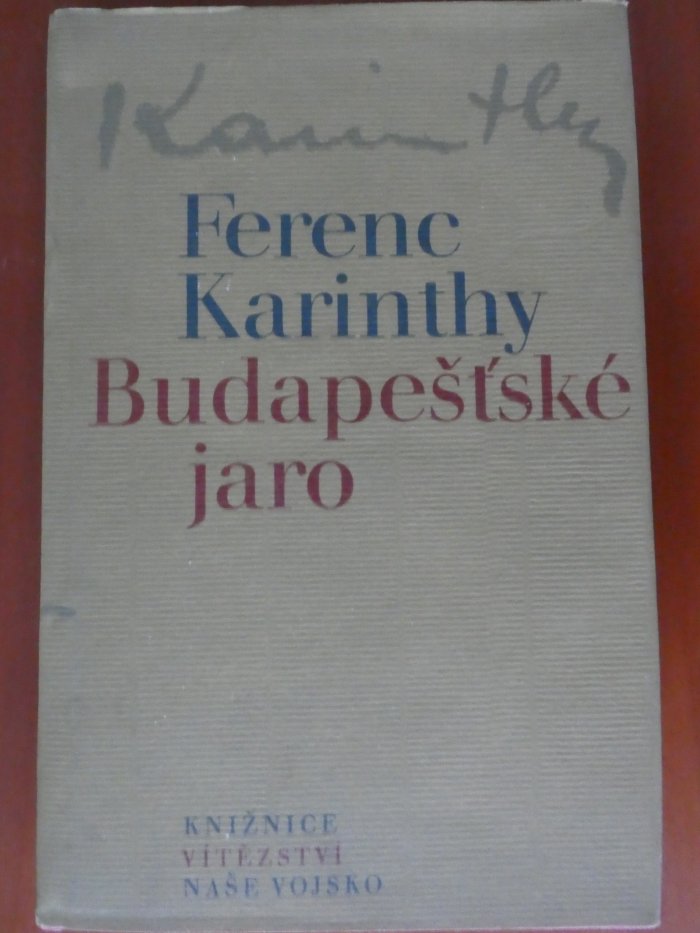 Karinthy
Ferenc
Karinthy
Budapešťské
jaro
KNIŽNICE
VÍTĚZSTVÍ
NAŠE VOJSKO